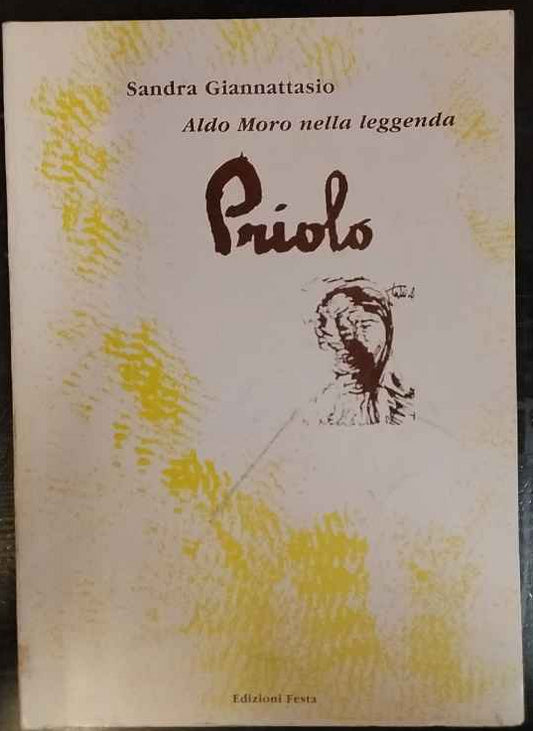 Sandra Giannattasio
Aldo Moro nella leggenda
Priolo
Edizioni Festa